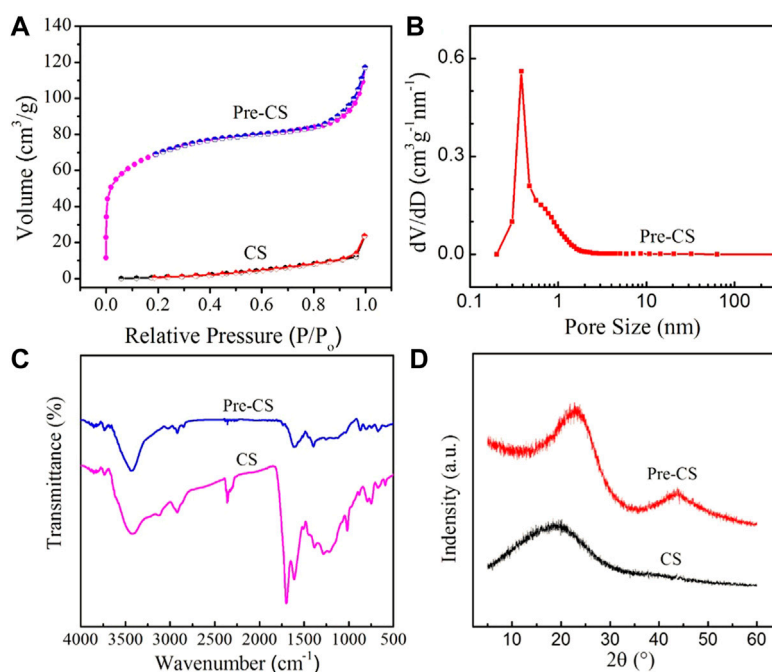 A
Volume (cm³/g)
140
120
100
80
60
40
20
0
Pre-CS
CS
0.0 0.2 0.4 0.6 0.8 1.0
Relative Pressure (P/Pₒ)
B
dV/dD (cm³g⁻¹nm⁻¹)
0.6
0.3
0.0
Pre-CS
0.1 1 10 100
Pore Size (nm)
C
Transmittance (%)
Pre-CS
CS
4000 3500 3000 2500 2000 1500 1000 500
Wavenumber (cm⁻¹)
D
Indensity (a.u.)
Pre-CS
CS
10 20 30 40 50 60
2θ (°)